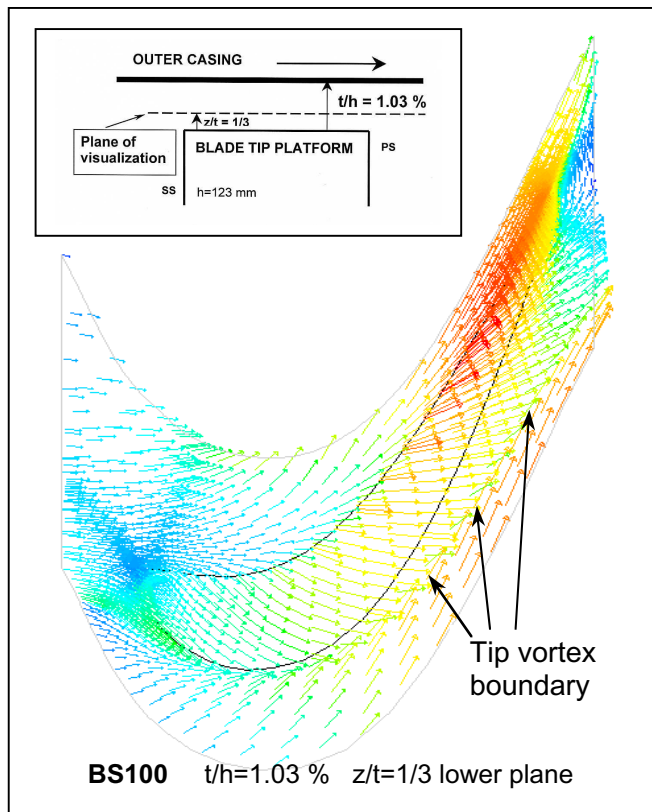 OUTER CASING
t/h = 1.03 %
z/t = 1/3
Plane of
visualization
BLADE TIP PLATFORM
PS
SS
h=123 mm
Tip vortex
boundary
BS100 t/h=1.03 % z/t=1/3 lower plane